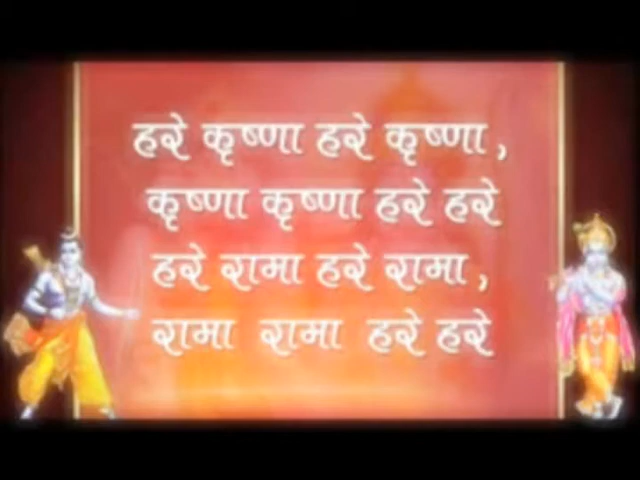 हरे कृष्णा हरे कृष्णा,
कृष्णा कृष्णा हरे हरे
हरे रामा हरे रामा,
रामा रामा हरे हरे